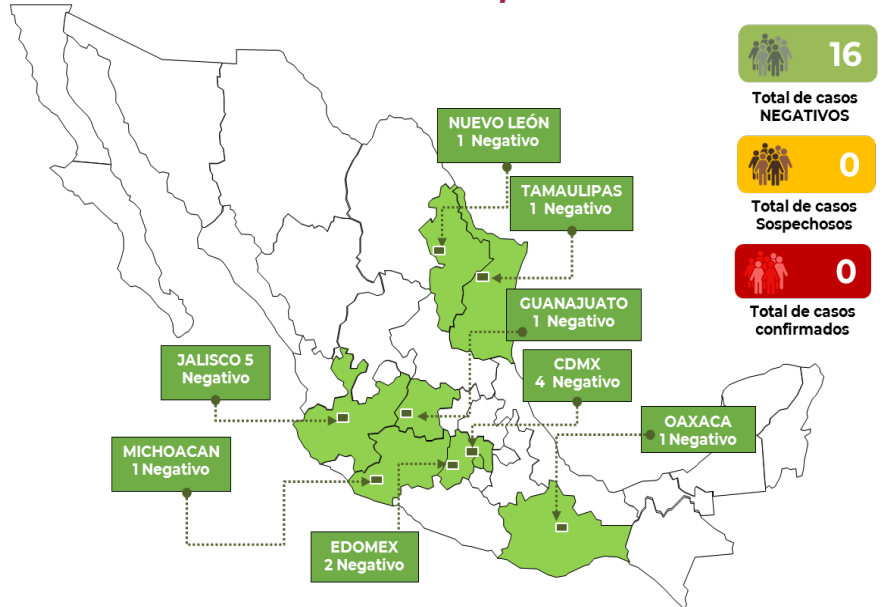 16
Total de casos
NEGATIVOS
0
Total de casos
Sospechosos
0
Total de casos
confirmados
NUEVO LEÓN
1 Negativo
TAMAULIPAS
1 Negativo
GUANAJUATO
1 Negativo
JALISCO 5
Negativo
CDMX
4 Negativo
OAXACA
1 Negativo
MICHOACAN
1 Negativo
EDOMEX
2 Negativo